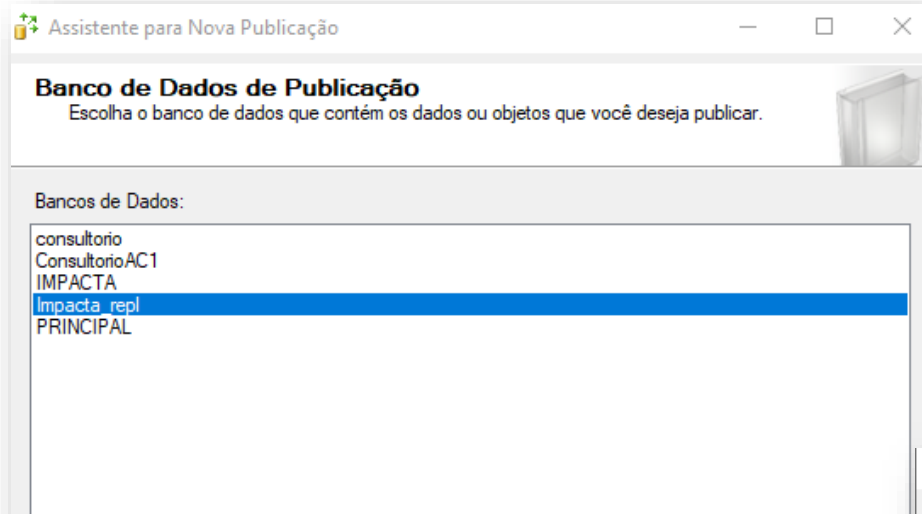 Assistente para Nova Publicação
Banco de Dados de Publicação
Escolha o banco de dados que contém os dados ou objetos que você deseja publicar.
Bancos de Dados:
consultorio
ConsultorioAC1
IMPACTA
Impacta_repl
PRINCIPAL